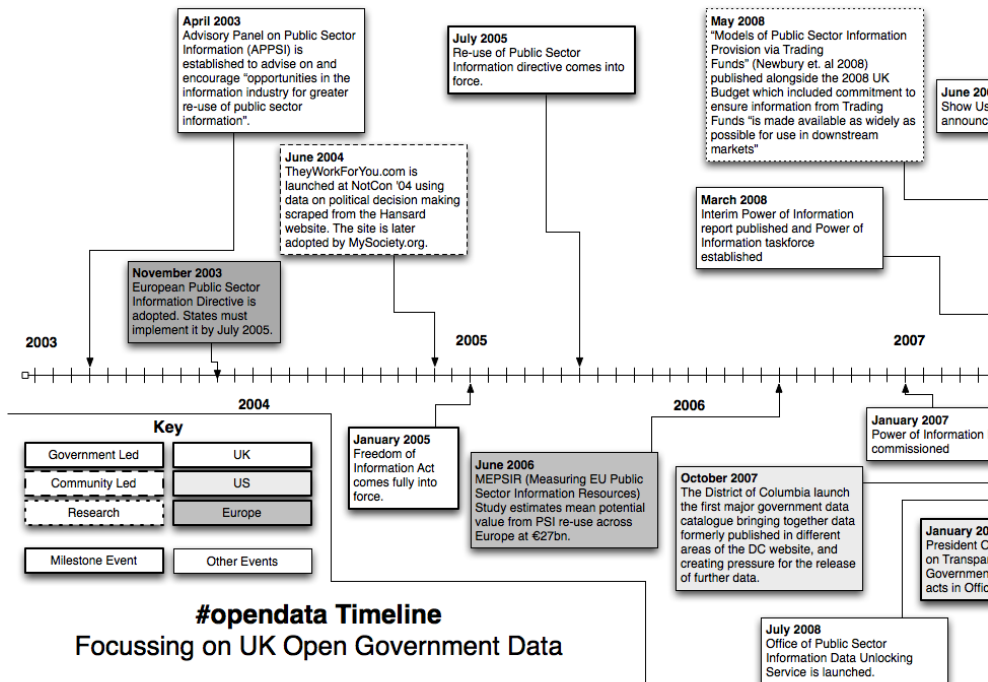 April 2003
Advisory Panel on Public Sector
Information (APPSI) is
established to advise on and
encourage “opportunities in the
information industry for greater
re-use of public sector
information".
July 2005
Re-use of Public Sector
Information directive comes into
force.
May 2008
“Models of Public Sector Information
Provision via Trading
Funds” (Newbury et. al 2008)
published alongside the 2008 UK
Budget which included commitment to
ensure information from Trading
Funds “is made available as widely as
possible for use in downstream
markets"
June
Show Us
announc
June 2004
TheyWorkForYou.com is
launched at NotCon '04 using
data on political decision making
scraped from the Hansard
website. The site is later
adopted by MySociety.org.
March 2008
Interim Power of Information
report published and Power of
Information taskforce
established
November 2003
European Public Sector
Information Directive is
adopted. States must
implement it by July 2005.
2003
2005
2007
2004
2006
Key
Government Led
UK
Community Led
US
Research
Europe
Milestone Event
Other Events
January 2005
Freedom of
Information Act
comes fully into
force.
June 2006
MEPSIR (Measuring EU Public
Sector Information Resources)
Study estimates mean potential
value from PSI re-use across
Europe at €27bn.
January 2007
Power of Information
commissioned
October 2007
The District of Columbia launch
the first major government data
catalogue bringing together data
formerly published in different
areas of the DC website, and
creating pressure for the release
of further data.
January 20
President O
on Transpa
Governmen
acts in Offic
July 2008
Office of Public Sector
Information Data Unlocking
Service is launched.
#opendata Timeline
Focussing on UK Open Government Data